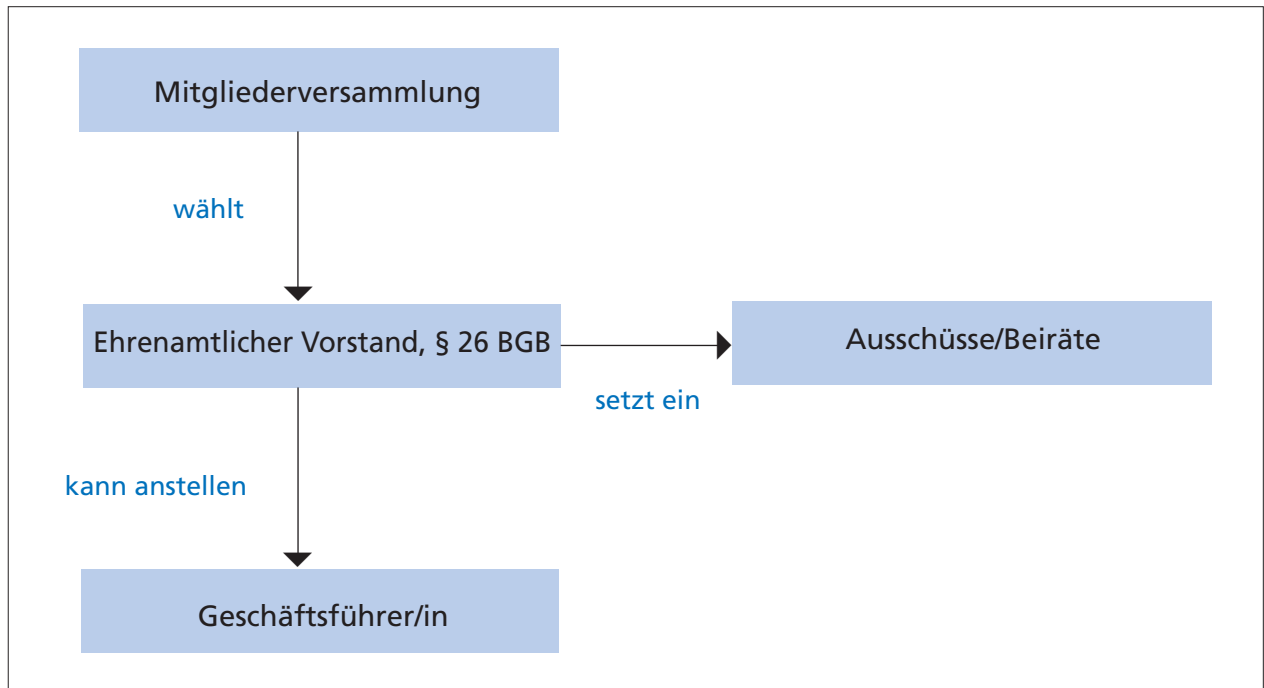 Mitgliederversammlung
wählt
Ehrenamtlicher Vorstand, § 26 BGB
Ausschüsse/Beiräte
setzt ein
kann anstellen
Geschäftsführer/in